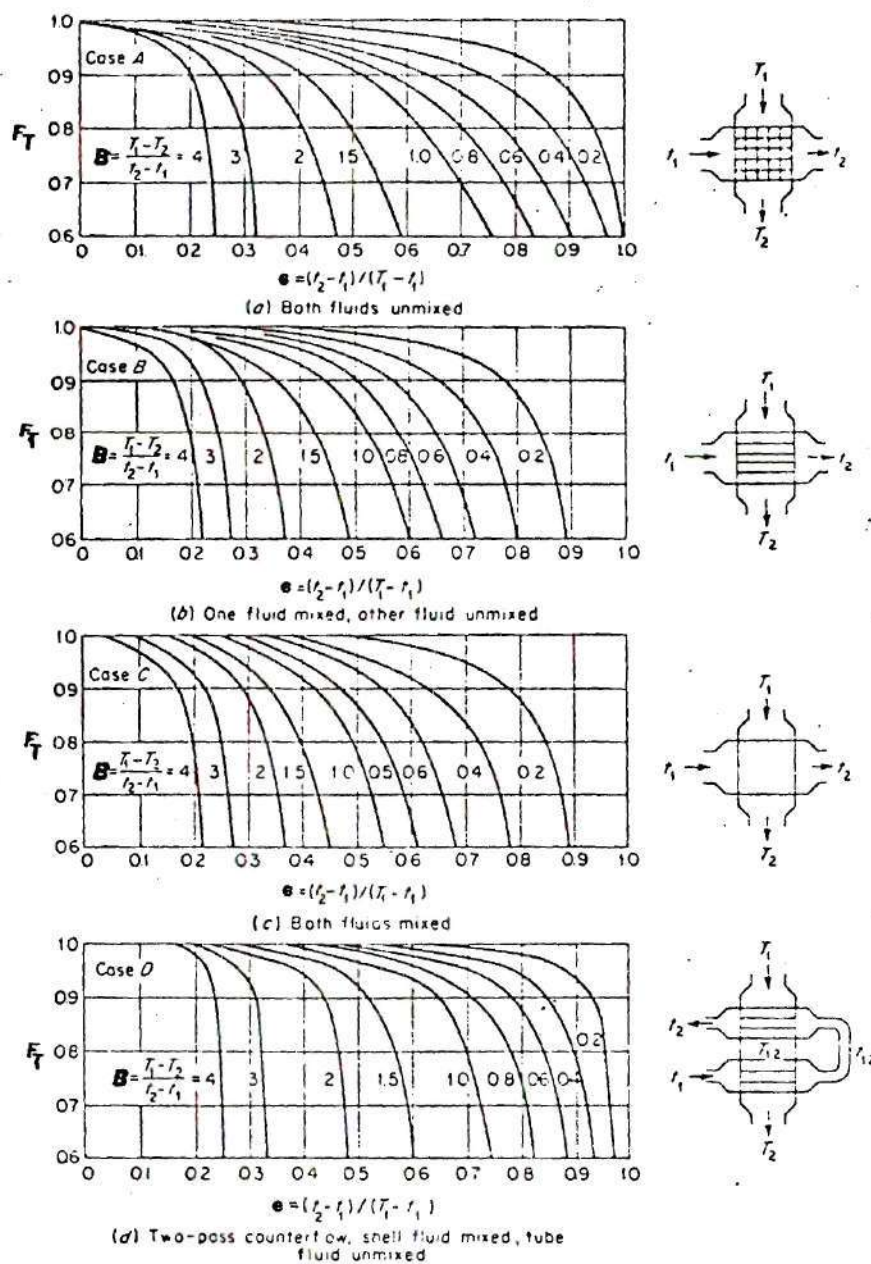 1.0
Case A
0.9
F_T 0.8
B = (T₁ − T₂)/(t₂ − t₁) = 4 3 2 1.5 1.0 0.8 0.6 0.4 0.2
0.7
0.6
0 0.1 0.2 0.3 0.4 0.5 0.6 0.7 0.8 0.9 1.0
e = (t₂ − t₁)/(T₁ − t₁)
(a) Both fluids unmixed
T₁
t₁ t₂
T₂
1.0
Case B
0.9
F_T 0.8
B = (T₁ − T₂)/(t₂ − t₁) = 4 3 2 1.5 1.0 0.8 0.6 0.4 0.2
0.7
0.6
0 0.1 0.2 0.3 0.4 0.5 0.6 0.7 0.8 0.9 1.0
e = (t₂ − t₁)/(T₁ − t₁)
(b) One fluid mixed, other fluid unmixed
T₁
t₁ t₂
T₂
1.0
Case C
0.9
F_T 0.8
B = (T₁ − T₂)/(t₂ − t₁) = 4 3 2 1.5 1.0 0.5 0.6 0.4 0.2
0.7
0.6
0 0.1 0.2 0.3 0.4 0.5 0.6 0.7 0.8 0.9 1.0
e = (t₂ − t₁)/(T₁ − t₁)
(c) Both fluids mixed
T₁
t₁ t₂
T₂
1.0
Case D
0.9
0.2
F_T 0.8
B = (T₁ − T₂)/(t₂ − t₁) = 4 3 2 1.5 1.0 0.8 0.6 0.4
0.7
0.6
0 0.1 0.2 0.3 0.4 0.5 0.6 0.7 0.8 0.9 1.0
e = (t₂ − t₁)/(T₁ − t₁)
(d) Two-pass counterflow, shell fluid mixed, tube
fluid unmixed
T₁
t₂
T₁₂ t₁₂
t₁
T₂